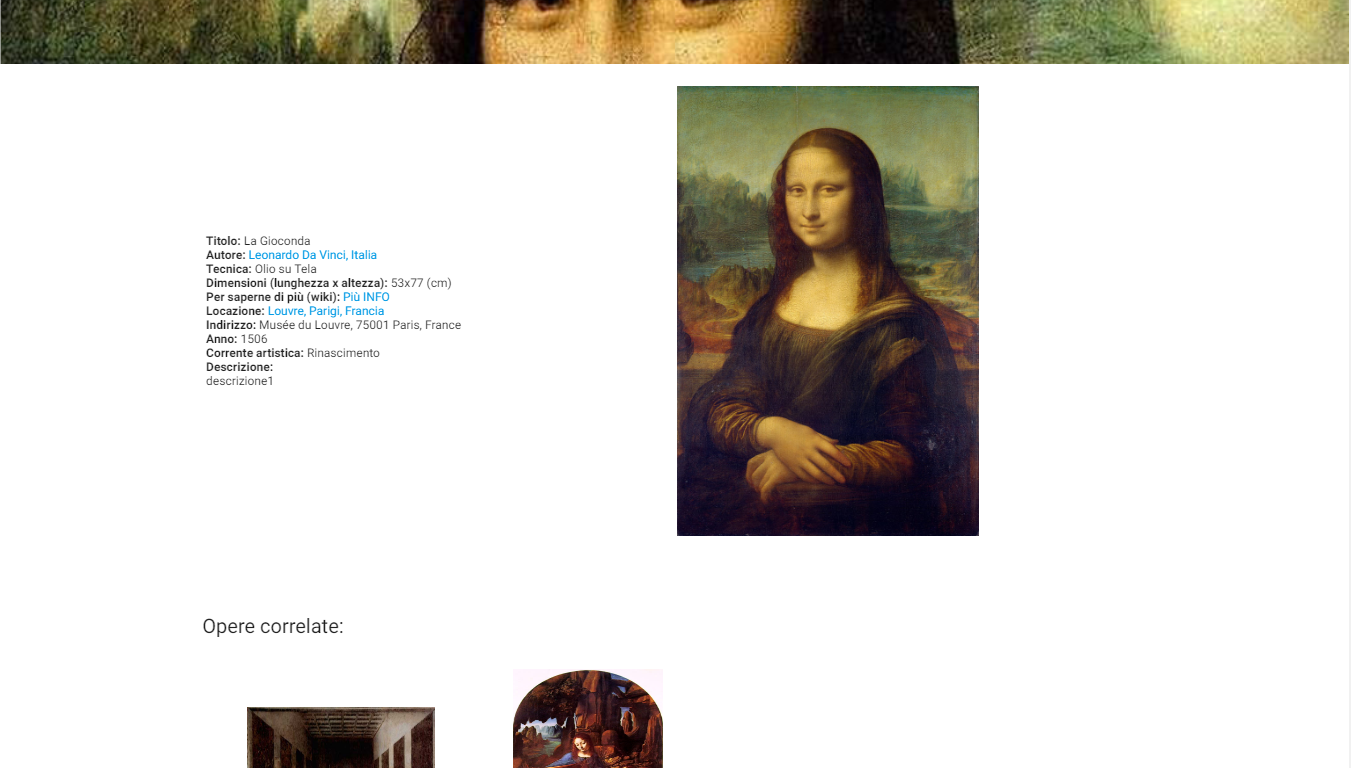 Titolo: La Gioconda
Autore: Leonardo Da Vinci, Italia
Tecnica: Olio su Tela
Dimensioni (lunghezza x altezza): 53x77 (cm)
Per saperne di più (wiki): Più INFO
Locazione: Louvre, Parigi, Francia
Indirizzo: Musée du Louvre, 75001 Paris, France
Anno: 1506
Corrente artistica: Rinascimento
Descrizione:
descrizione1
Opere correlate: